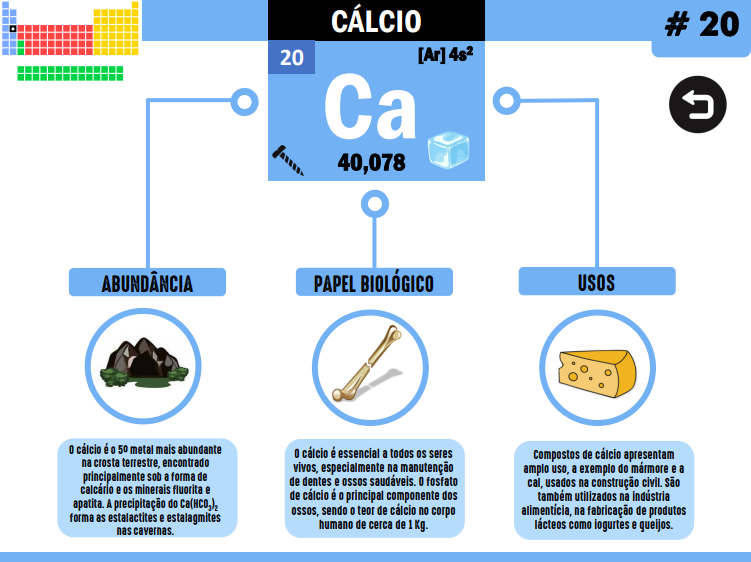 CÁLCIO
# 20
20
[Ar] 4s²
Ca
40,078
ABUNDÂNCIA
PAPEL BIOLÓGICO
USOS
O cálcio é o 5º metal mais abundante
na crosta terrestre, encontrado
principalmente sob a forma de
calcário e os minerais fluorita e
apatita. A precipitação do Ca(HCO₃)₂
forma as estalactites e estalagmites
nas cavernas.
O cálcio é essencial a todos os seres
vivos, especialmente na manutenção
de dentes e ossos saudáveis. O fosfato
de cálcio é o principal componente dos
ossos, sendo o teor de cálcio no corpo
humano de cerca de 1 Kg.
Compostos de cálcio apresentam
amplo uso, a exemplo do mármore e a
cal, usados na construção civil. São
também utilizados na indústria
alimentícia, na fabricação de produtos
lácteos como iogurtes e queijos.